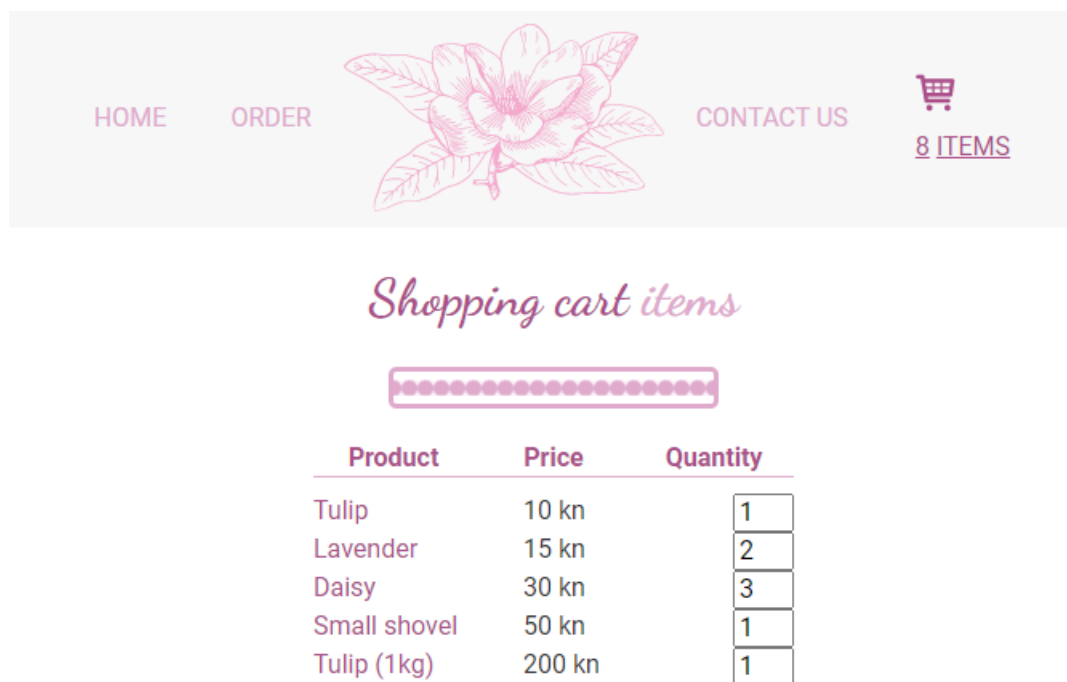 HOME ORDER CONTACT US
8 ITEMS
Shopping cart items
Product Price Quantity
Tulip 10 kn 1
Lavender 15 kn 2
Daisy 30 kn 3
Small shovel 50 kn 1
Tulip (1kg) 200 kn 1